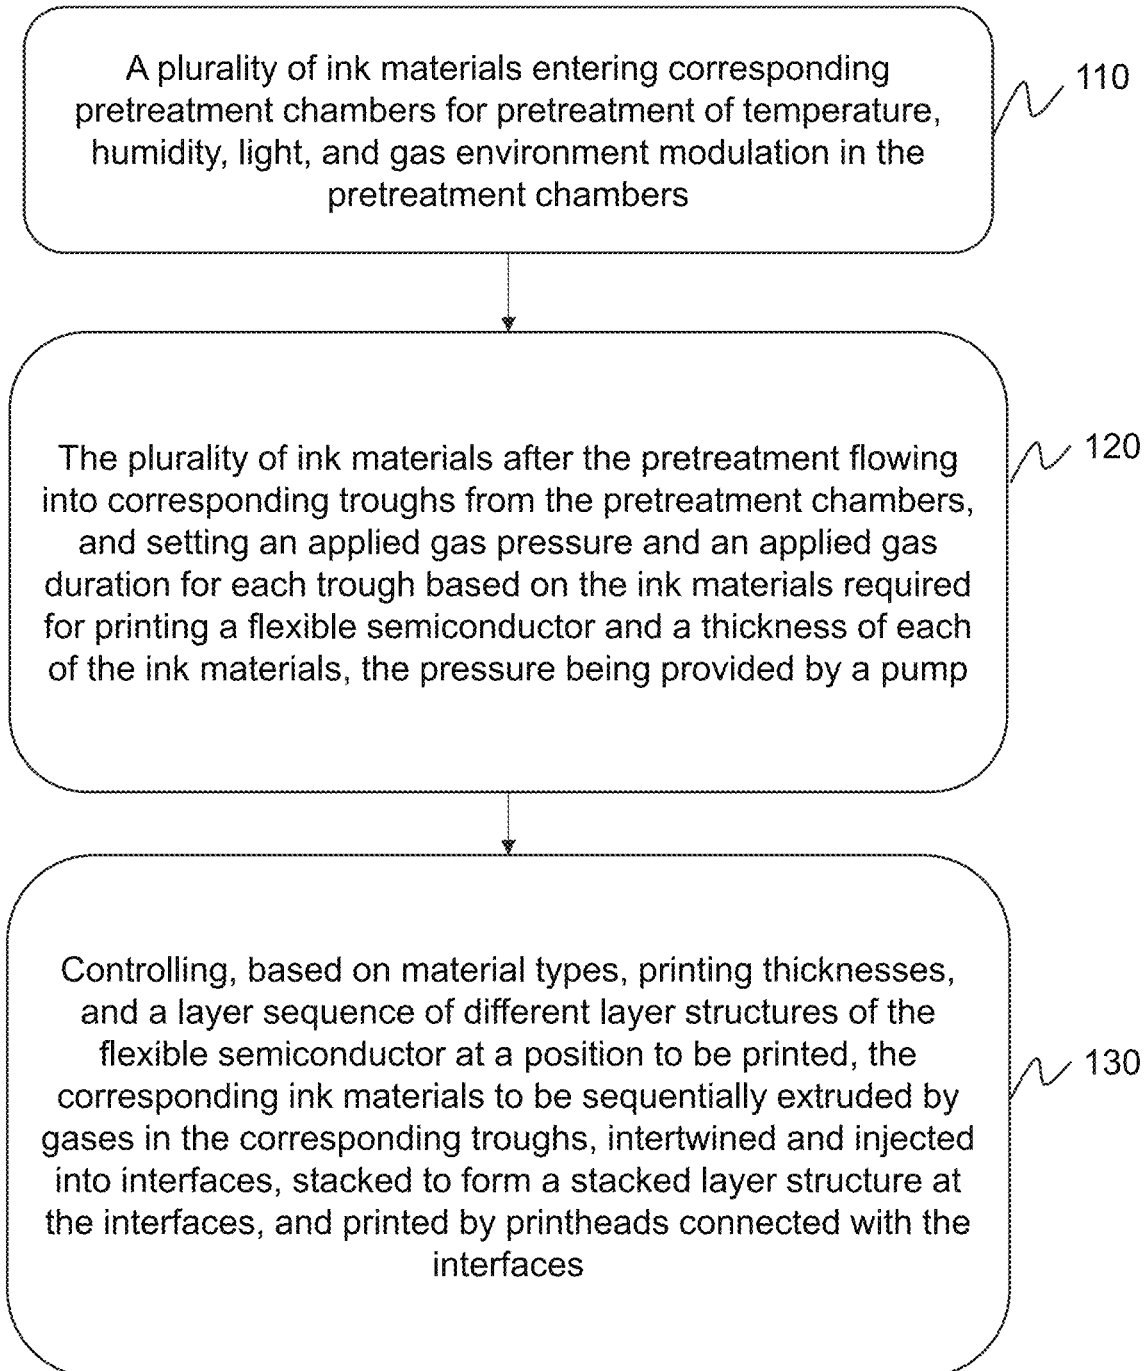 A plurality of ink materials entering corresponding
pretreatment chambers for pretreatment of temperature,
humidity, light, and gas environment modulation in the
pretreatment chambers
110
The plurality of ink materials after the pretreatment flowing
into corresponding troughs from the pretreatment chambers,
and setting an applied gas pressure and an applied gas
duration for each trough based on the ink materials required
for printing a flexible semiconductor and a thickness of each
of the ink materials, the pressure being provided by a pump
120
Controlling, based on material types, printing thicknesses,
and a layer sequence of different layer structures of the
flexible semiconductor at a position to be printed, the
corresponding ink materials to be sequentially extruded by
gases in the corresponding troughs, intertwined and injected
into interfaces, stacked to form a stacked layer structure at
the interfaces, and printed by printheads connected with the
interfaces
130